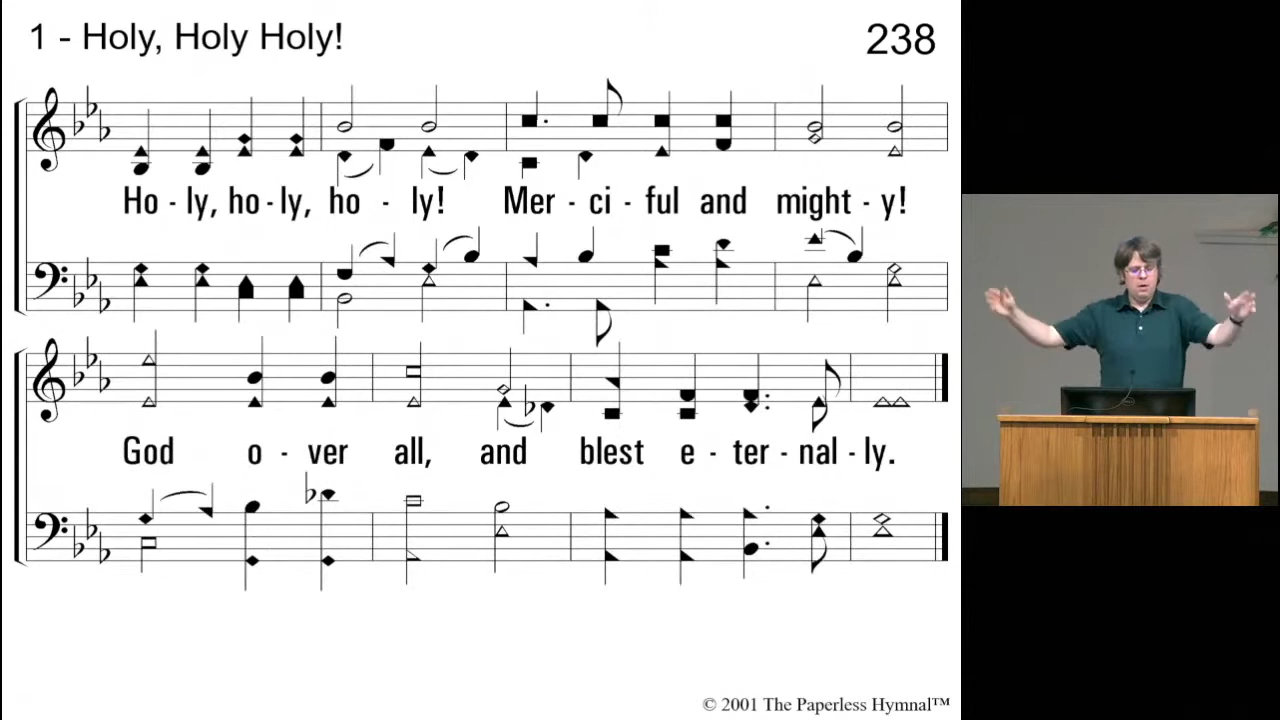 1 - Holy, Holy Holy!
238
Ho - ly, ho - ly, ho - ly! Mer - ci - ful and might - y!
God o - ver all, and blest e - ter - nal - ly.
© 2001 The Paperless Hymnal™